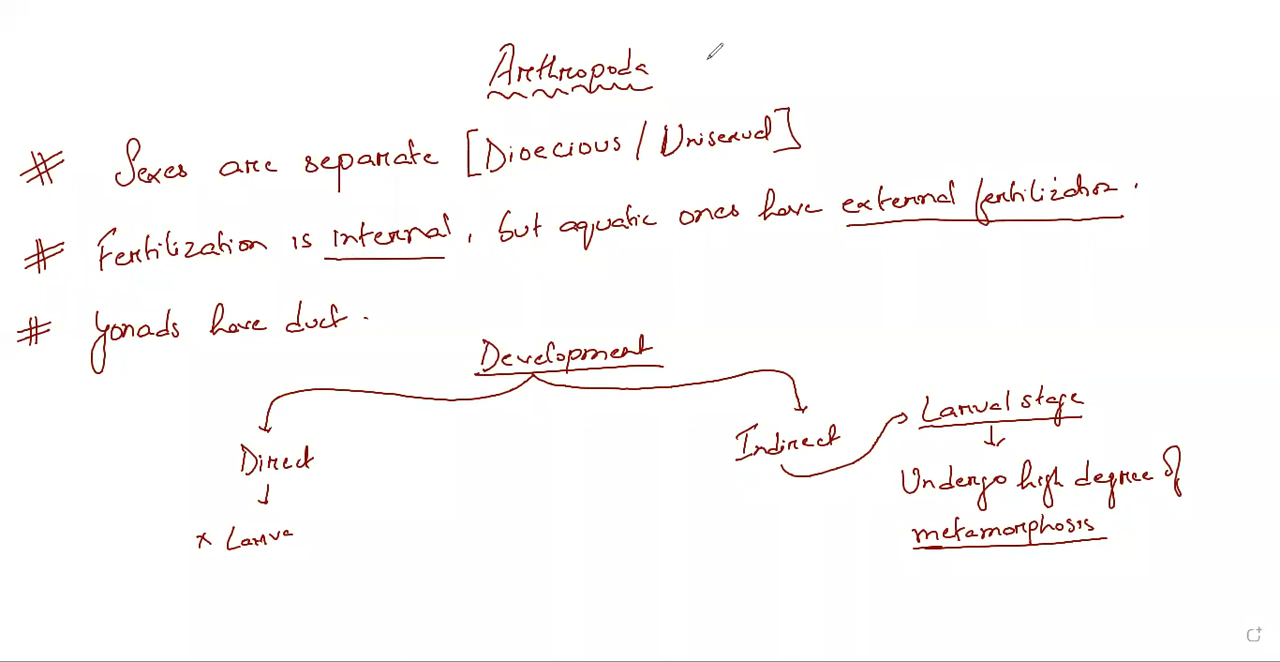 Arthropoda
# Sexes are separate [Dioecious / Unisexual]
# Fertilization is internal, but aquatic ones have external fertilization.
# Gonads have duct.
Development
Direct
x Larva
Indirect
Larval stage
Undergo high degree of
metamorphosis